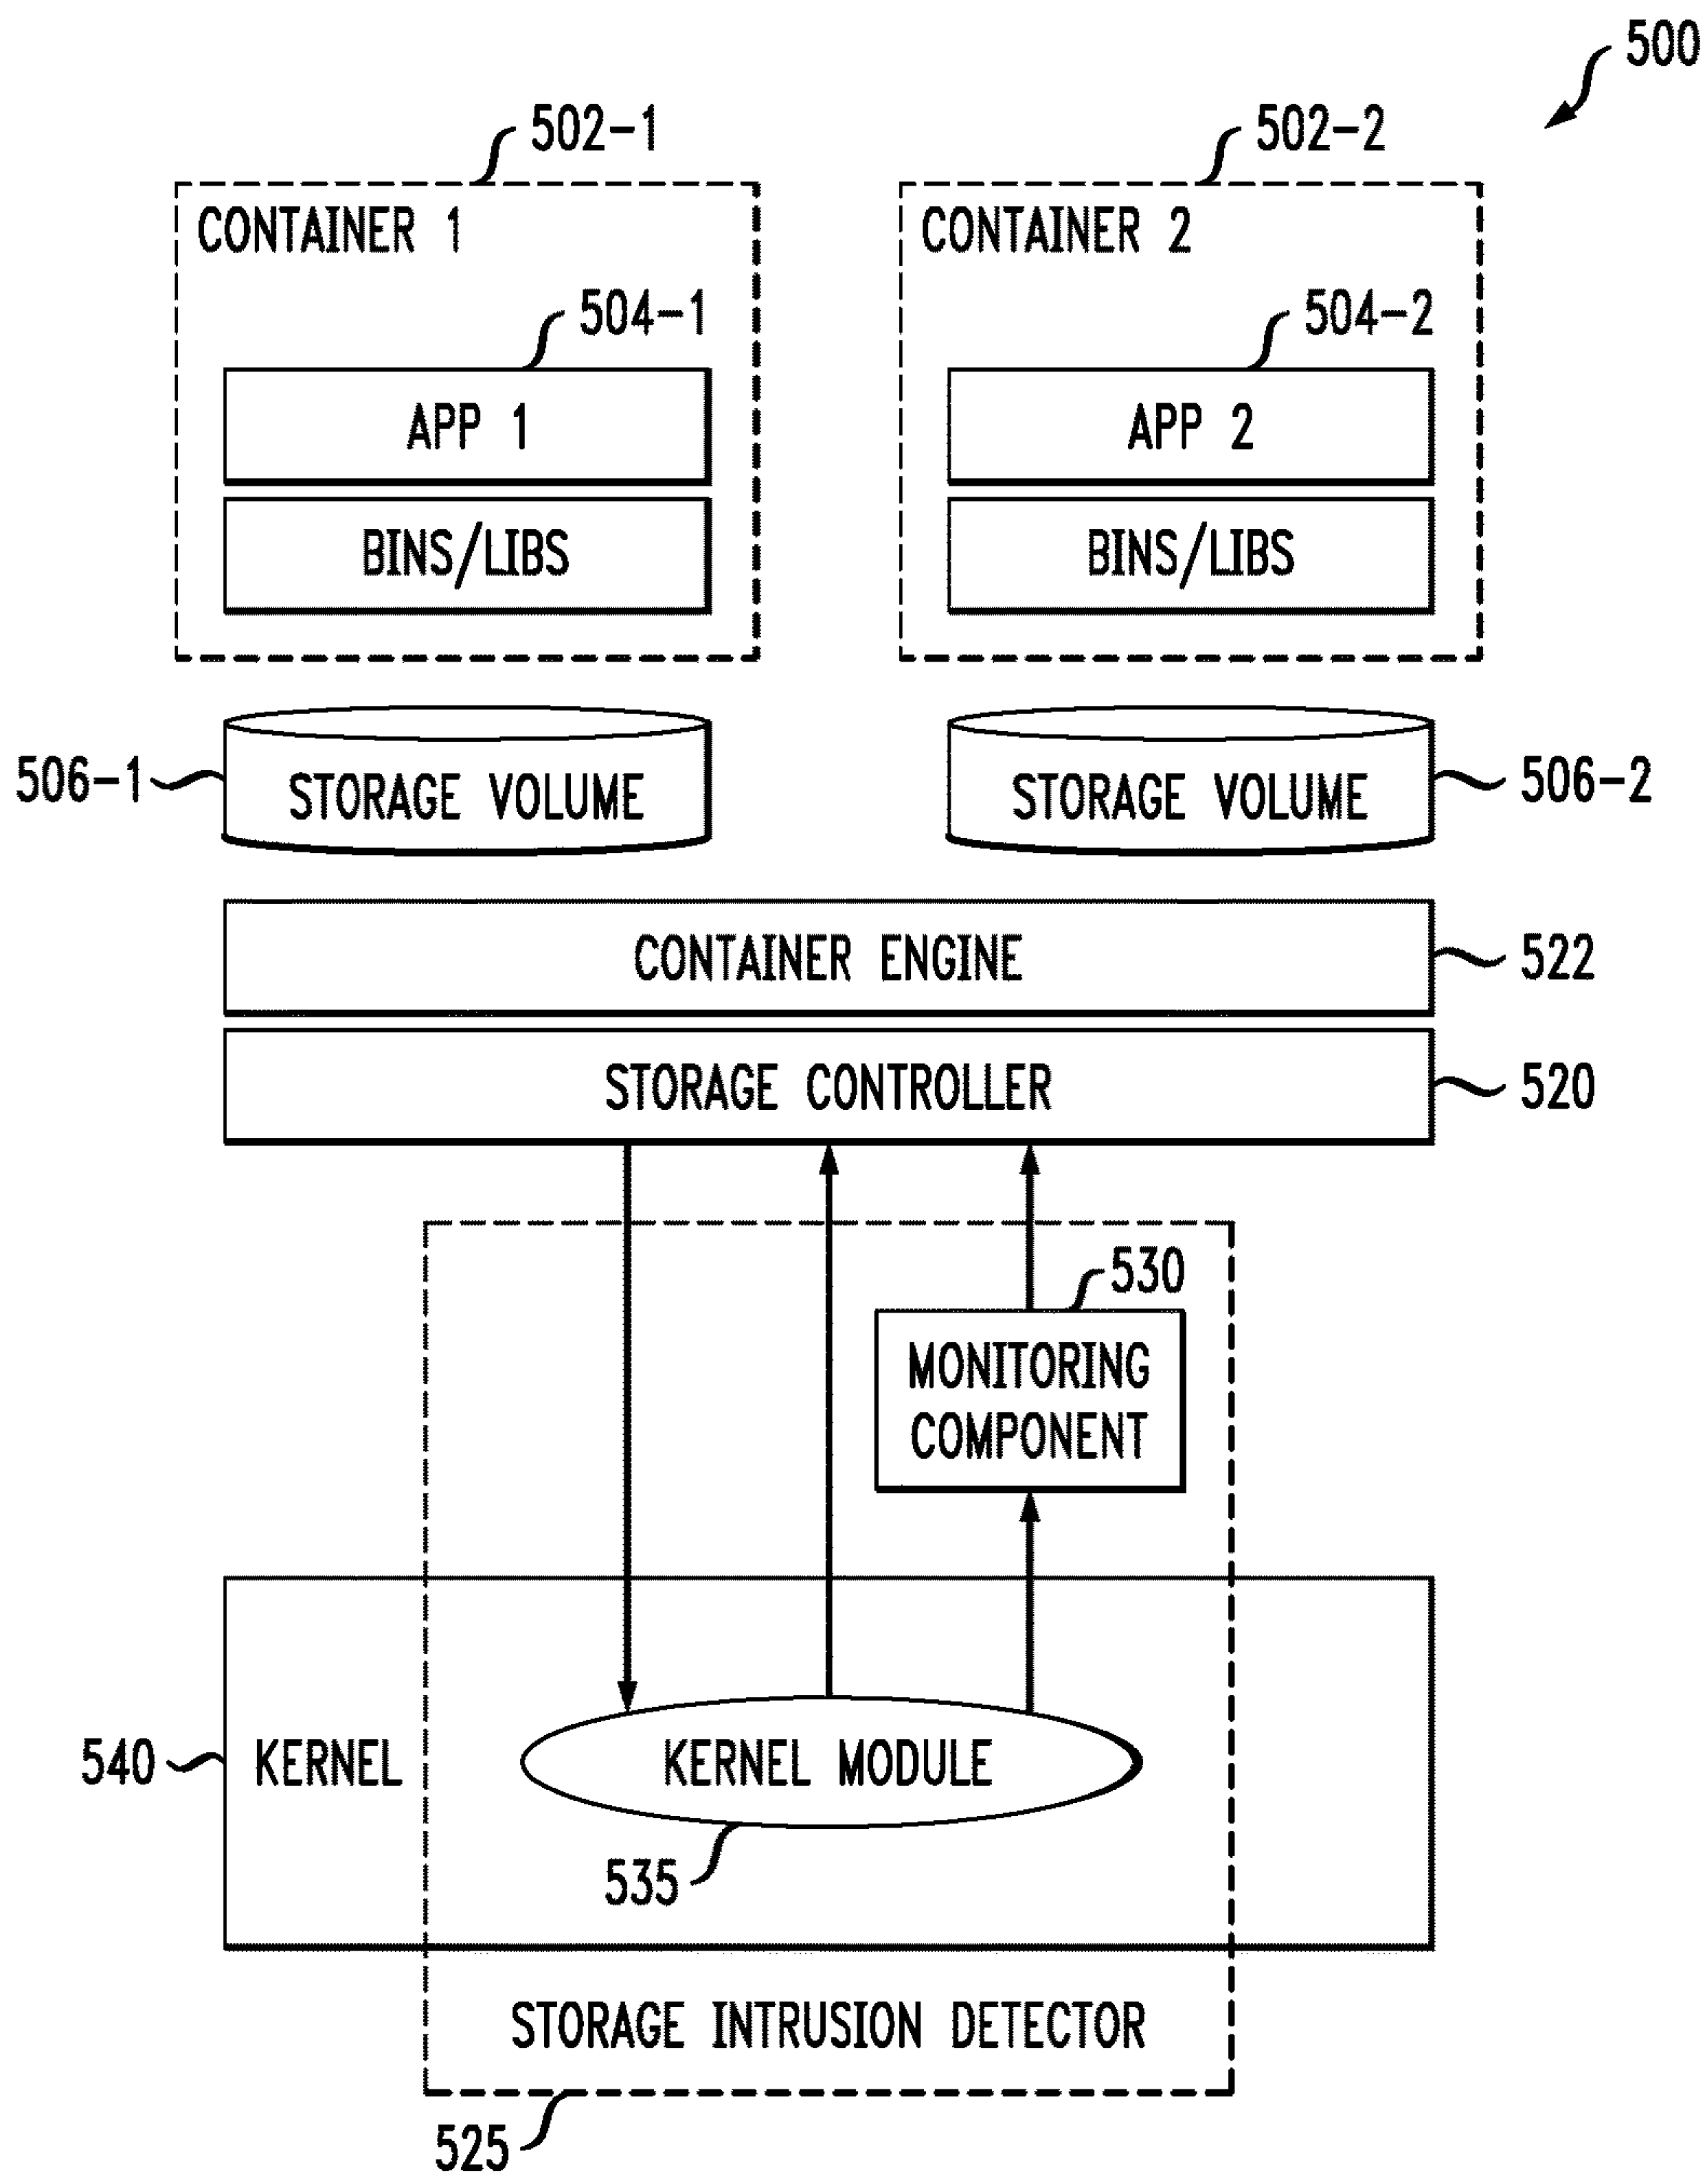 500
502-1
502-2
CONTAINER 1
CONTAINER 2
504-1
504-2
APP 1
APP 2
BINS/LIBS
BINS/LIBS
506-1
STORAGE VOLUME
STORAGE VOLUME
506-2
CONTAINER ENGINE
522
STORAGE CONTROLLER
520
530
MONITORING
COMPONENT
540
KERNEL
KERNEL MODULE
535
STORAGE INTRUSION DETECTOR
525